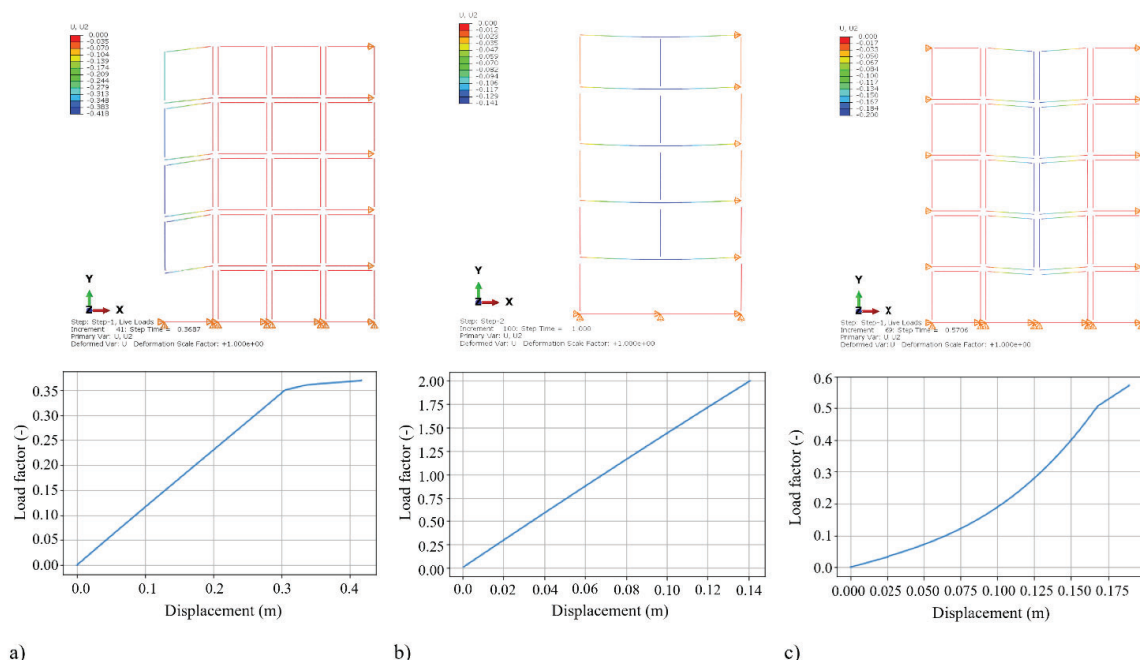 U, U2
0.000
-0.035
-0.070
-0.104
-0.139
-0.174
-0.209
-0.244
-0.279
-0.313
-0.348
-0.383
-0.418
Y
Z X
Step: Step-1, Live Loads
Increment 41: Step Time = 0.3687
Primary Var: U, U2
Deformed Var: U Deformation Scale Factor: +1.000e+00
U, U2
0.000
-0.012
-0.023
-0.035
-0.047
-0.059
-0.070
-0.082
-0.094
-0.106
-0.117
-0.129
-0.141
Y
Z X
Step: Step-2
Increment 100: Step Time = 1.000
Primary Var: U, U2
Deformed Var: U Deformation Scale Factor: +1.000e+00
U, U2
0.000
-0.017
-0.033
-0.050
-0.067
-0.084
-0.100
-0.117
-0.134
-0.150
-0.167
-0.184
-0.200
Y
Z X
Step: Step-1, Live Loads
Increment 69: Step Time = 0.5706
Primary Var: U, U2
Deformed Var: U Deformation Scale Factor: +1.000e+00
Load factor (-)
0.35
0.30
0.25
0.20
0.15
0.10
0.05
0.00
0.0 0.1 0.2 0.3 0.4
Displacement (m)
Load factor (-)
2.00
1.75
1.50
1.25
1.00
0.75
0.50
0.25
0.00
0.0 0.02 0.04 0.06 0.08 0.10 0.12 0.14
Displacement (m)
Load factor (-)
0.6
0.5
0.4
0.3
0.2
0.1
0.0
0.000 0.025 0.050 0.075 0.100 0.125 0.150 0.175
Displacement (m)
a) b) c)